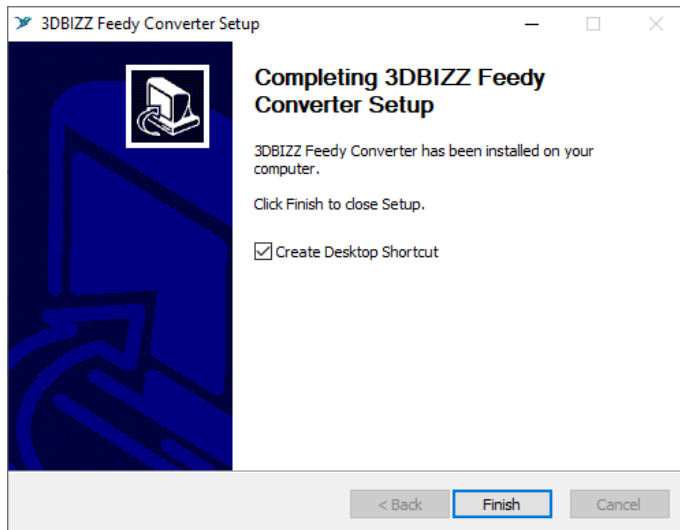 3DBIZZ Feedy Converter Setup
Completing 3DBIZZ Feedy
Converter Setup
3DBIZZ Feedy Converter has been installed on your
computer.
Click Finish to close Setup.
Create Desktop Shortcut
< Back
Finish
Cancel